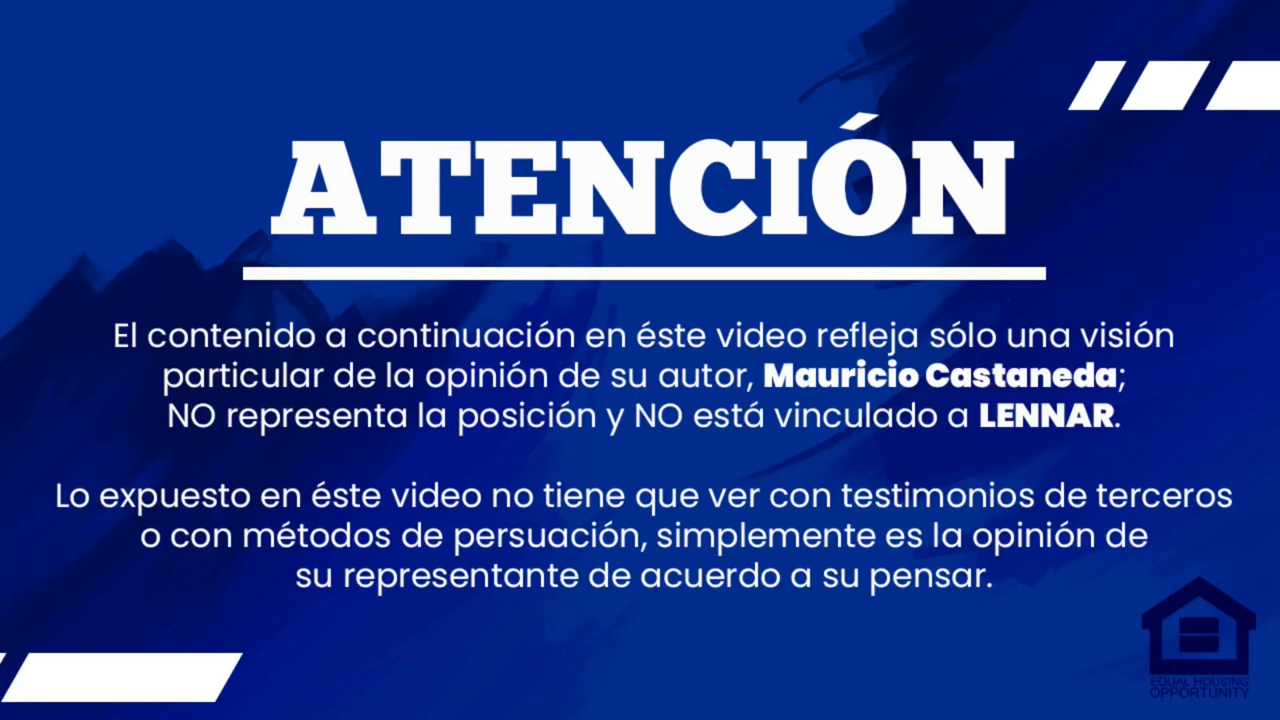 ATENCIÓN
El contenido a continuación en éste video refleja sólo una visión
particular de la opinión de su autor, Mauricio Castaneda;
NO representa la posición y NO está vinculado a LENNAR.
Lo expuesto en éste video no tiene que ver con testimonios de terceros
o con métodos de persuación, simplemente es la opinión de
su representante de acuerdo a su pensar.
EQUAL HOUSING
OPPORTUNITY